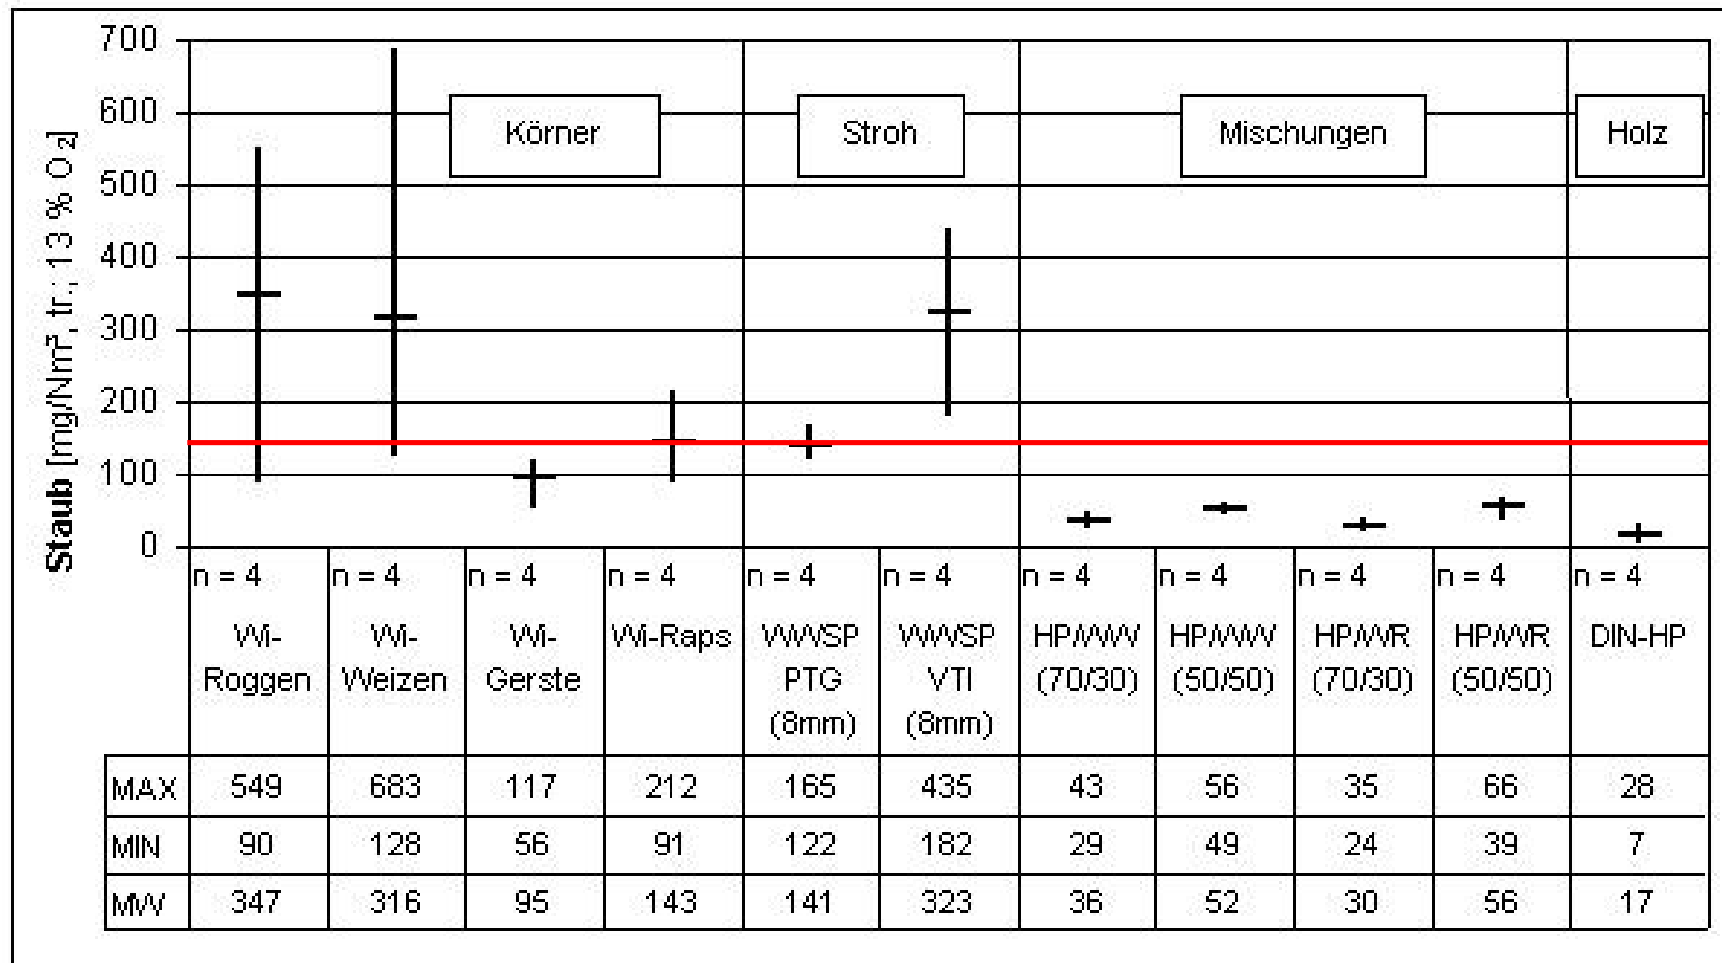 Staub [mg/Nm³, tr.; 13 % O₂]
700
600
500
400
300
200
100
0
Körner
Stroh
Mischungen
Holz
n = 4 n = 4 n = 4 n = 4 n = 4 n = 4 n = 4 n = 4 n = 4 n = 4 n = 4
Wi-Roggen
Wi-Weizen
Wi-Gerste
Wi-Raps
WWSP PTG (8mm)
WWSP VTI (8mm)
HP/WW (70/30)
HP/WW (50/50)
HP/WR (70/30)
HP/WR (50/50)
DIN-HP
MAX 549 683 117 212 165 435 43 56 35 66 28
MIN 90 128 56 91 122 182 29 49 24 39 7
MW 347 316 95 143 141 323 36 52 30 56 17